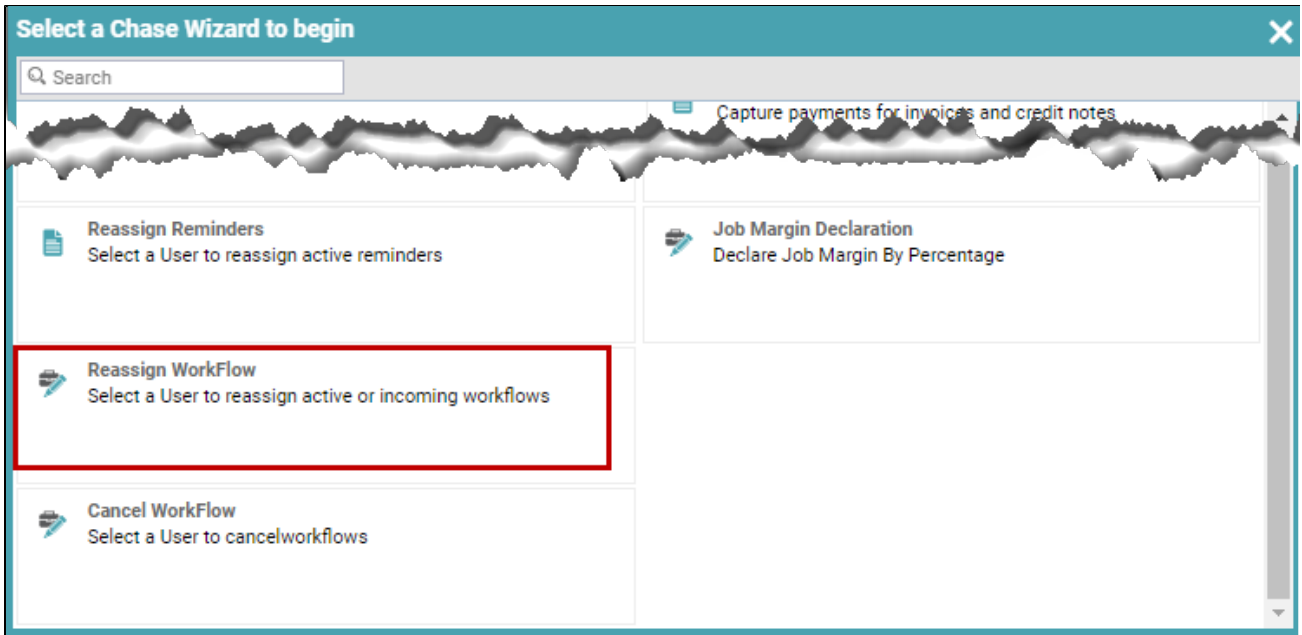 Select a Chase Wizard to begin
Search
Capture payments for invoices and credit notes
Reassign Reminders
Select a User to reassign active reminders
Job Margin Declaration
Declare Job Margin By Percentage
Reassign WorkFlow
Select a User to reassign active or incoming workflows
Cancel WorkFlow
Select a User to cancelworkflows